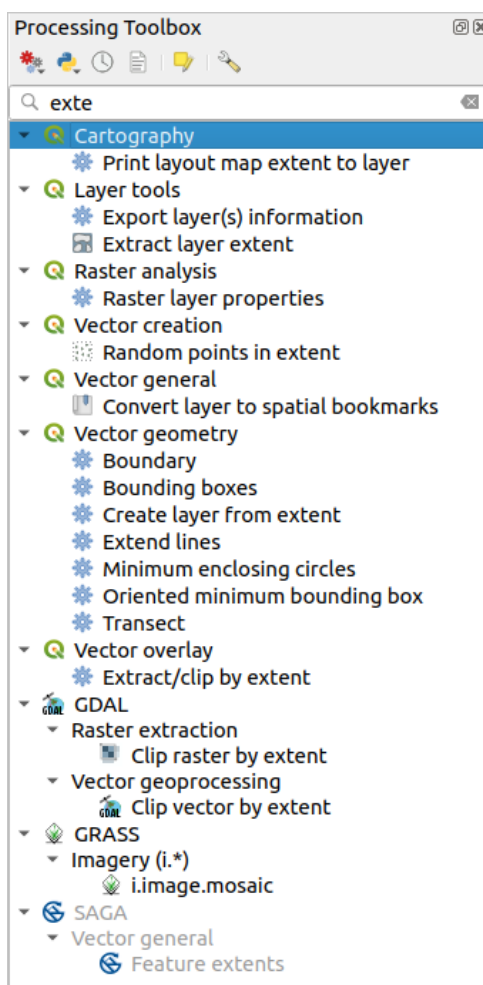 Processing Toolbox
exte
Cartography
Print layout map extent to layer
Layer tools
Export layer(s) information
Extract layer extent
Raster analysis
Raster layer properties
Vector creation
Random points in extent
Vector general
Convert layer to spatial bookmarks
Vector geometry
Boundary
Bounding boxes
Create layer from extent
Extend lines
Minimum enclosing circles
Oriented minimum bounding box
Transect
Vector overlay
Extract/clip by extent
GDAL
Raster extraction
Clip raster by extent
Vector geoprocessing
GDAL Clip vector by extent
GRASS
Imagery (i.*)
i.image.mosaic
SAGA
Vector general
Feature extents